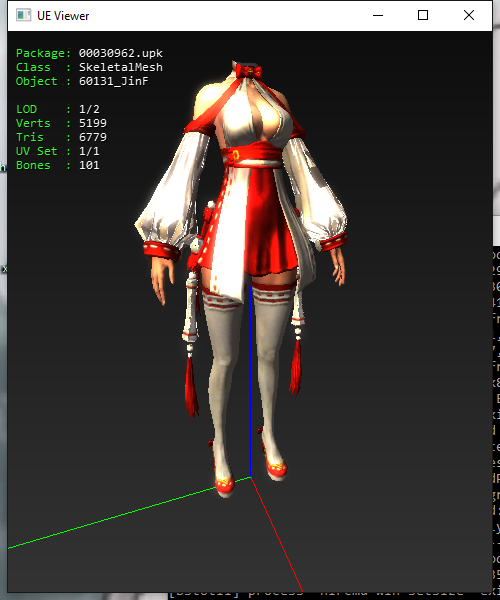 UE Viewer
Package: 00030962.upk
Class : SkeletalMesh
Object : 60131_JinF
LOD : 1/2
Verts : 5199
Tris : 6779
UV Set : 1/1
Bones : 101